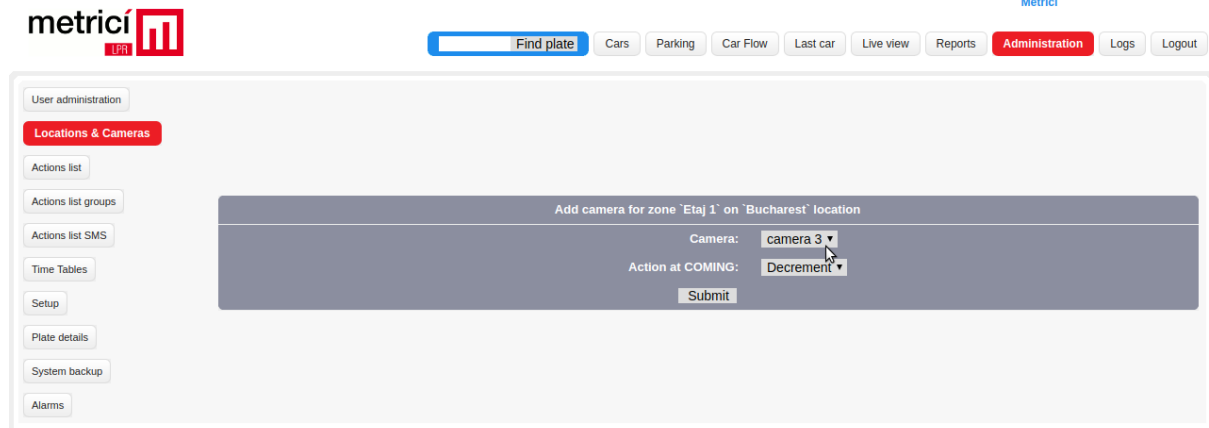 Metrici
metricí
LPR
Find plate Cars Parking Car Flow Last car Live view Reports Administration Logs Logout
User administration
Locations & Cameras
Actions list
Actions list groups
Actions list SMS
Time Tables
Setup
Plate details
System backup
Alarms
Add camera for zone `Etaj 1` on `Bucharest` location
Camera: camera 3
Action at COMING: Decrement
Submit